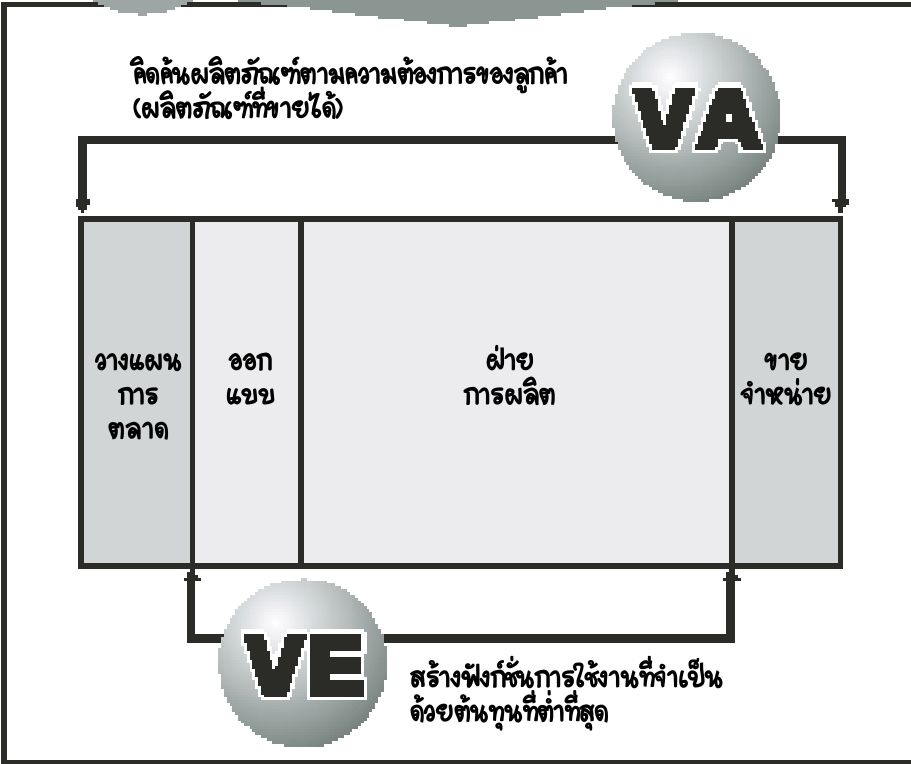 คิดค้นผลิตภัณฑ์ตามความต้องการของลูกค้า
(ผลิตภัณฑ์ที่ขายได้)
VA
วางแผน
การ
ตลาด
ออก
แบบ
ฝ่าย
การผลิต
ขาย
จำหน่าย
VE
สร้างฟังก์ชั่นการใช้งานที่จำเป็น
ด้วยต้นทุนที่ต่ำที่สุด